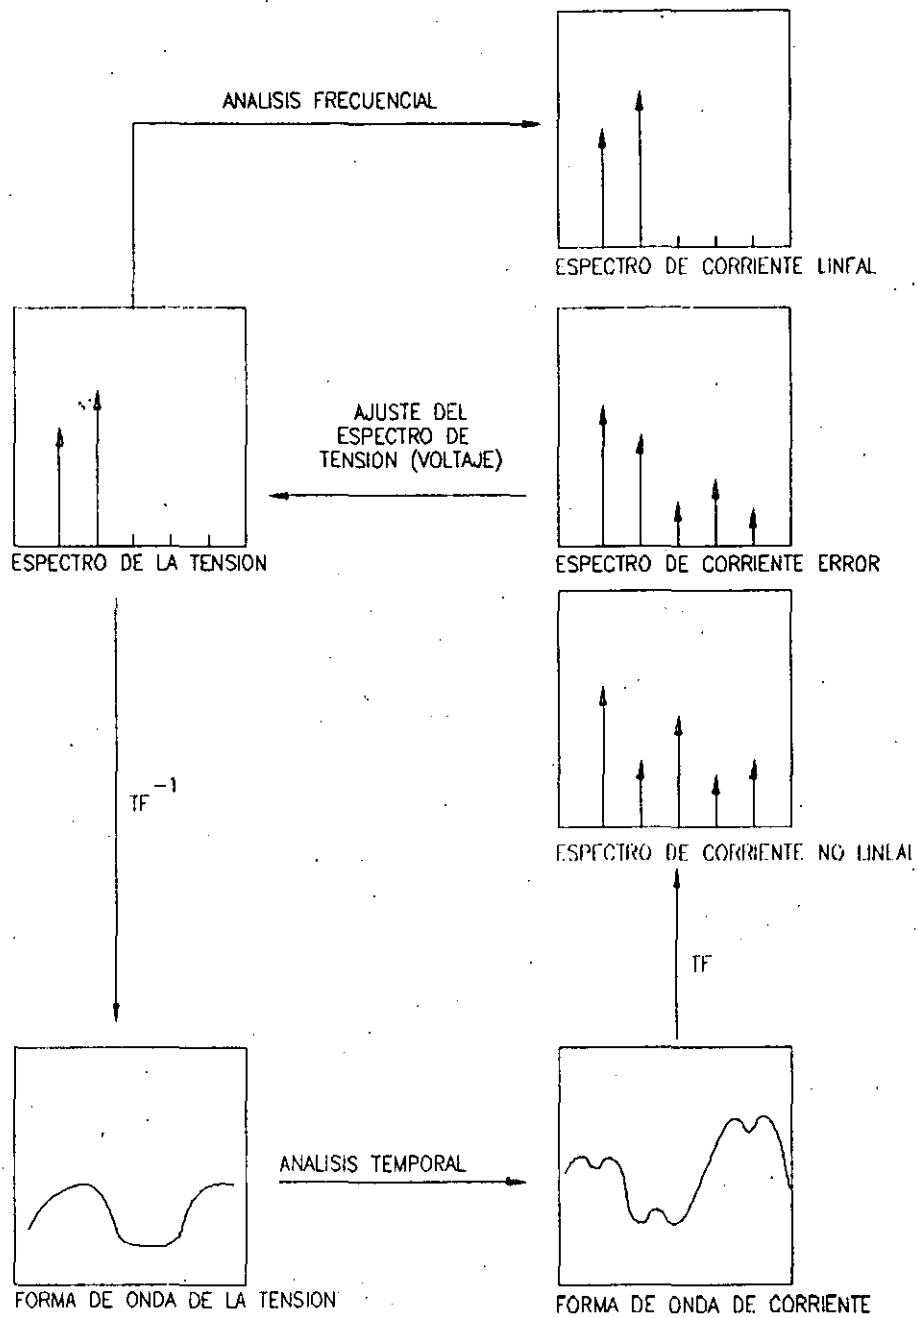 ANALISIS FRECUENCIAL
ESPECTRO DE CORRIENTE LINEAL
AJUSTE DEL
ESPECTRO DE
TENSION (VOLTAJE)
ESPECTRO DE LA TENSION
ESPECTRO DE CORRIENTE ERROR
TF⁻¹
ESPECTRO DE CORRIENTE NO LINEAL
TF
ANALISIS TEMPORAL
FORMA DE ONDA DE LA TENSION
FORMA DE ONDA DE CORRIENTE